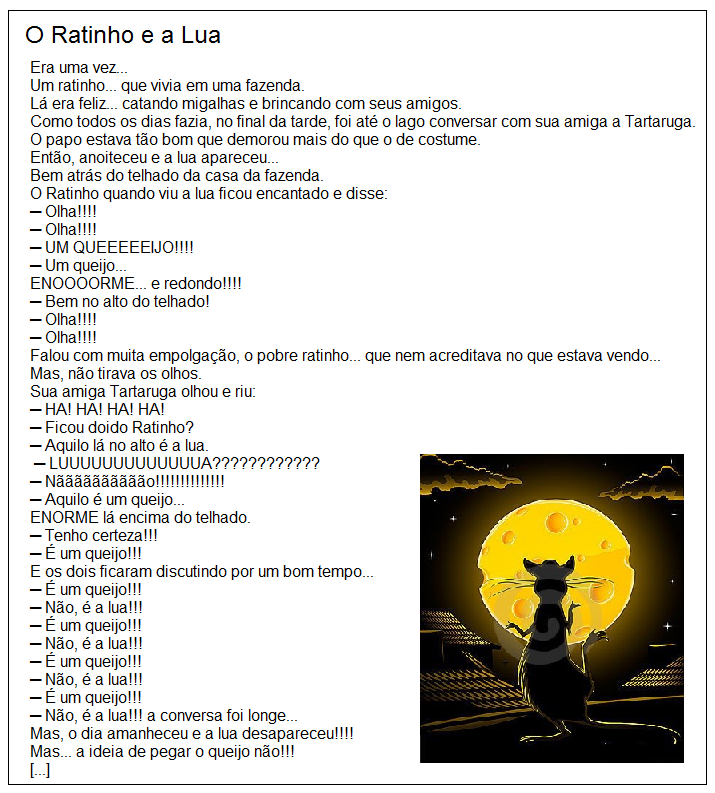 O Ratinho e a Lua
Era uma vez...
Um ratinho... que vivia em uma fazenda.
Lá era feliz... catando migalhas e brincando com seus amigos.
Como todos os dias fazia, no final da tarde, foi até o lago conversar com sua amiga a Tartaruga.
O papo estava tão bom que demorou mais do que o de costume.
Então, anoiteceu e a lua apareceu...
Bem atrás do telhado da casa da fazenda.
O Ratinho quando viu a lua ficou encantado e disse:
─ Olha!!!!
─ Olha!!!!
─ UM QUEEEEEIJO!!!!
─ Um queijo...
ENOOOORME... e redondo!!!!
─ Bem no alto do telhado!
─ Olha!!!!
─ Olha!!!!
Falou com muita empolgação, o pobre ratinho... que nem acreditava no que estava vendo...
Mas, não tirava os olhos.
Sua amiga Tartaruga olhou e riu:
─ HA! HA! HA! HA!
─ Ficou doido Ratinho?
─ Aquilo lá no alto é a lua.
─ LUUUUUUUUUUUUUA????????????
─ Nãããããããããão!!!!!!!!!!!!!!
─ Aquilo é um queijo...
ENORME lá encima do telhado.
─ Tenho certeza!!!
─ É um queijo!!!
E os dois ficaram discutindo por um bom tempo...
─ É um queijo!!!
─ Não, é a lua!!!
─ É um queijo!!!
─ Não, é a lua!!!
─ É um queijo!!!
─ Não, é a lua!!!
─ É um queijo!!!
─ Não, é a lua!!! a conversa foi longe...
Mas, o dia amanheceu e a lua desapareceu!!!!
Mas... a ideia de pegar o queijo não!!!
[...]